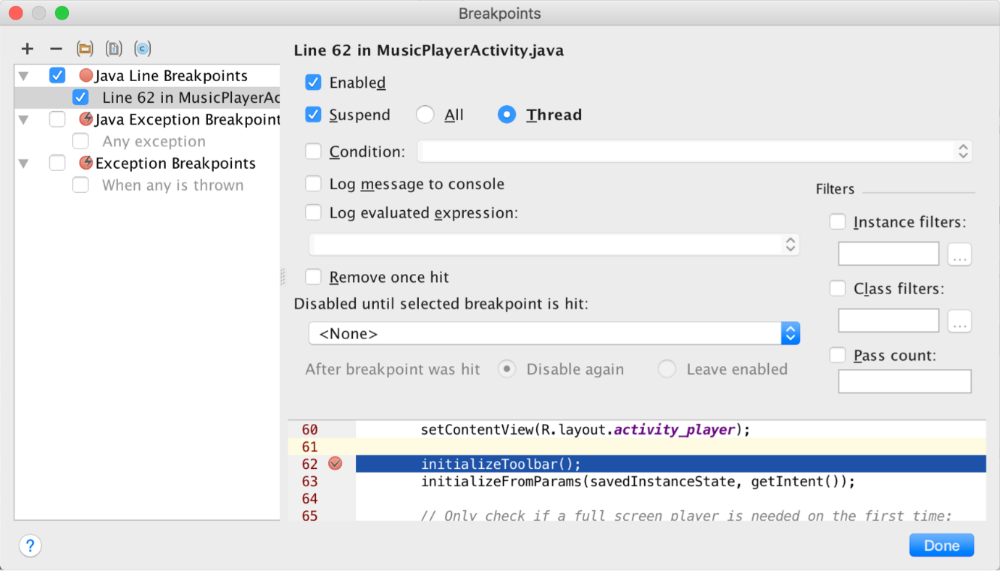 Breakpoints
Java Line Breakpoints
Line 62 in MusicPlayerAc
Java Exception Breakpoint
Any exception
Exception Breakpoints
When any is thrown
Line 62 in MusicPlayerActivity.java
Enabled
Suspend All Thread
Condition:
Log message to console
Log evaluated expression:
Remove once hit
Disabled until selected breakpoint is hit:
<None>
After breakpoint was hit Disable again Leave enabled
Filters
Instance filters:
...
Class filters:
...
Pass count:
60 setContentView(R.layout.activity_player);
61
62 initializeToolbar();
63 initializeFromParams(savedInstanceState, getIntent());
64
65 // Only check if a full screen player is needed on the first time:
?
Done